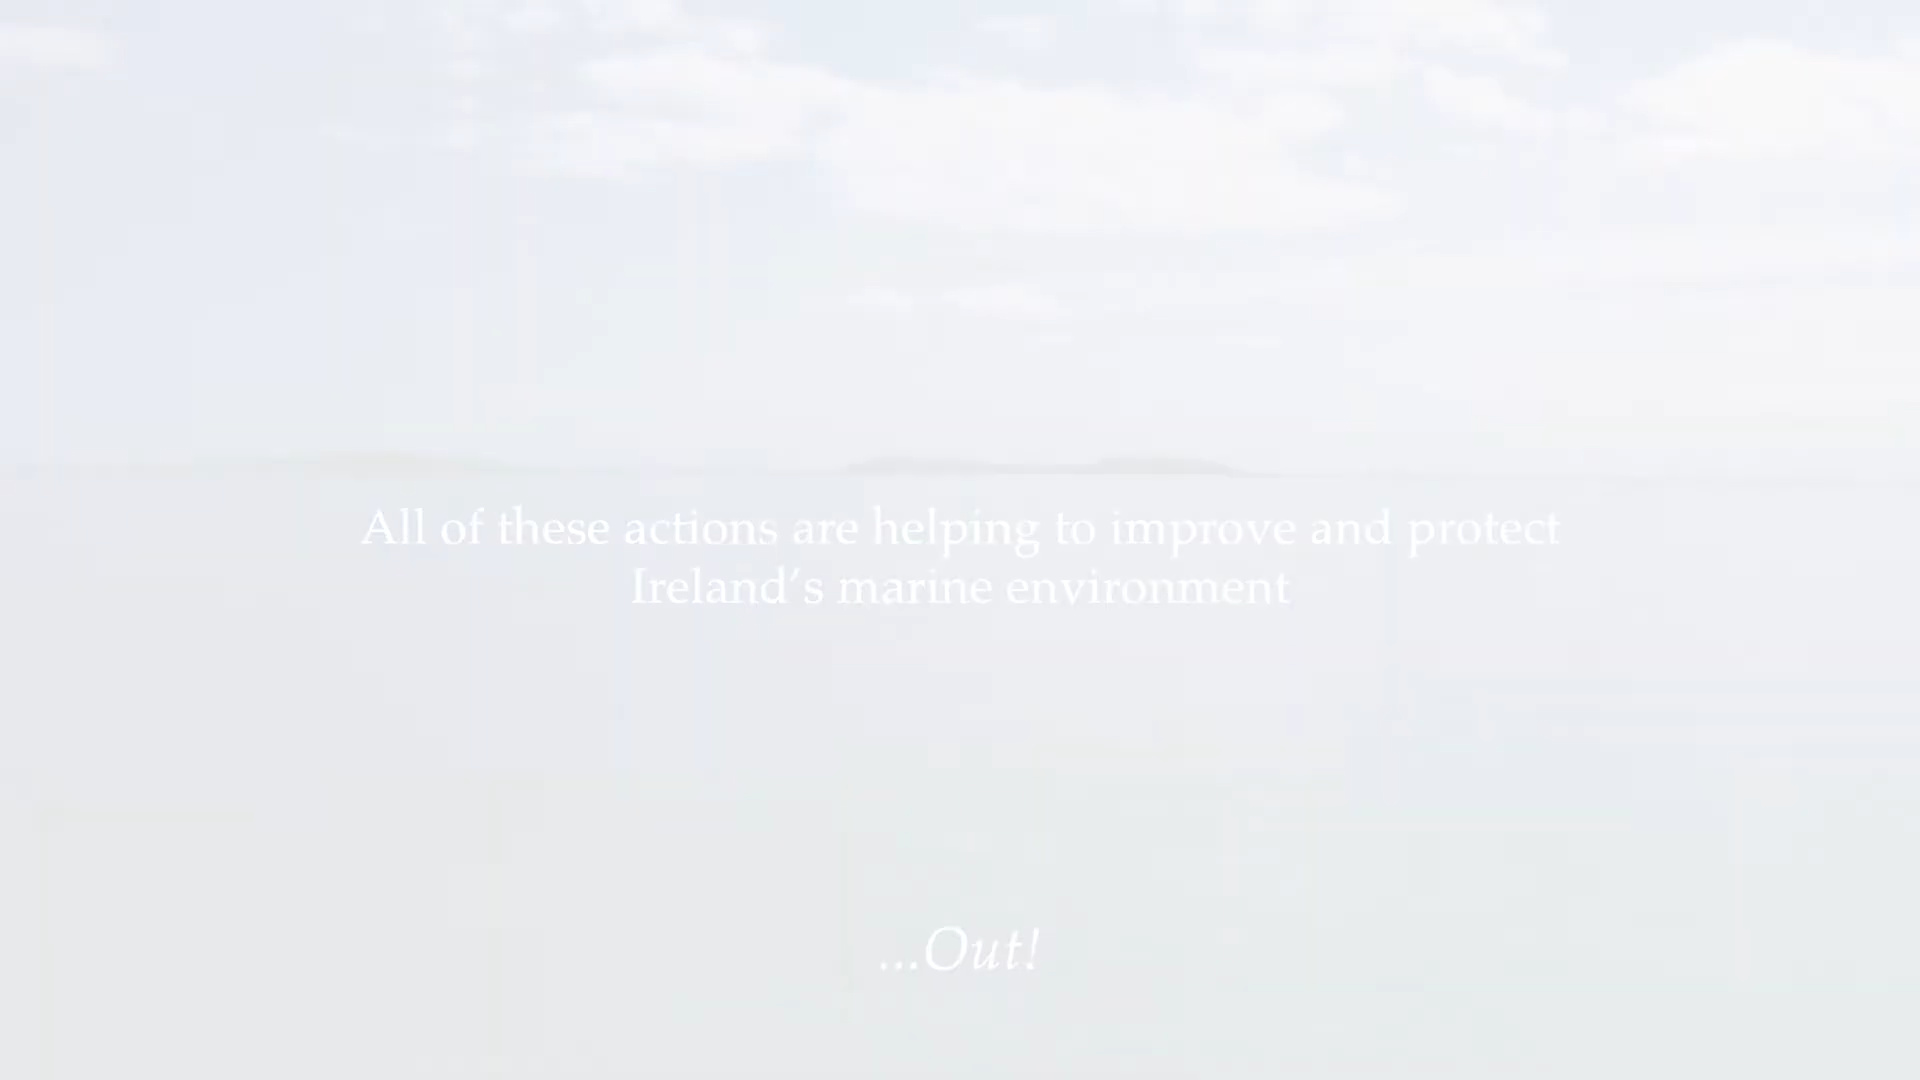 All of these actions are helping to improve and protect
Ireland’s marine environment
...Out!